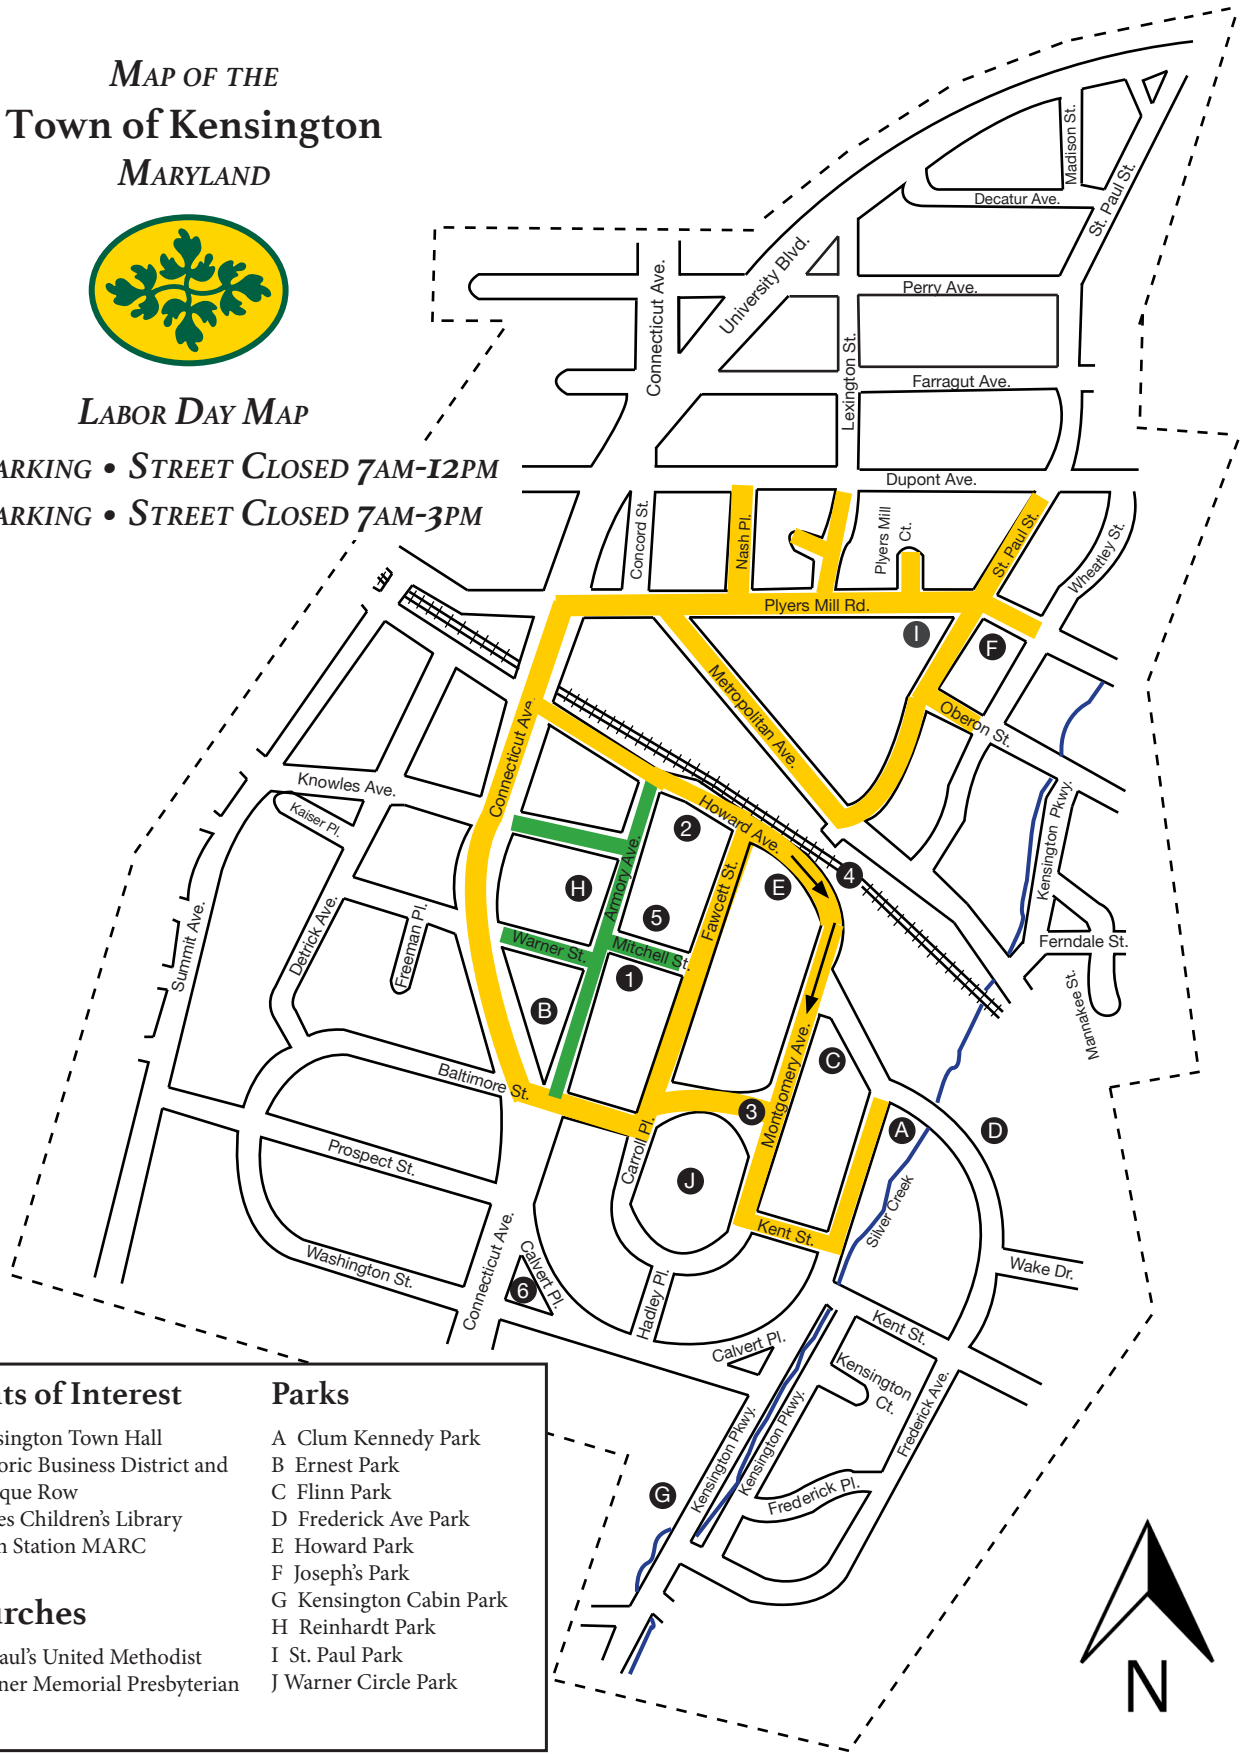 MAP OF THE
Town of Kensington
MARYLAND
LABOR DAY MAP
ARKING • STREET CLOSED 7AM-12PM
ARKING • STREET CLOSED 7AM-3PM
Madison St.
Decatur Ave.
St. Paul St.
University Blvd.
Connecticut Ave.
Perry Ave.
Lexington St.
Farragut Ave.
Dupont Ave.
Concord St.
Nash Pl.
Plyers Mill
Ct.
St. Paul St.
Wheatley St.
Plyers Mill Rd.
I
F
Metropolitan Ave.
Oberon St.
Connecticut Ave.
Knowles Ave.
Kaiser Pl.
Howard Ave.
2
4
Kensington Pkwy.
Armory Ave.
H
E
Fawcett St.
5
Summit Ave.
Detrick Ave.
Freeman Pl.
Warner St.
Mitchell St.
Ferndale St.
Mannakee St.
1
B
Montgomery Ave.
C
Baltimore St.
3
A
D
Carroll Pl.
Prospect St.
J
Silver Creek
Kent St.
Washington St.
Connecticut Ave.
Calvert Pl.
6
Hadley Pl.
Wake Dr.
Kent St.
Calvert Pl.
Kensington
Ct.
Frederick Ave.
Kensington Pkwy.
Kensington Pkwy.
G
Frederick Pl.
N
ts of Interest
sington Town Hall
oric Business District and
que Row
es Children's Library
n Station MARC
rches
aul's United Methodist
ner Memorial Presbyterian
Parks
A Clum Kennedy Park
B Ernest Park
C Flinn Park
D Frederick Ave Park
E Howard Park
F Joseph's Park
G Kensington Cabin Park
H Reinhardt Park
I St. Paul Park
J Warner Circle Park